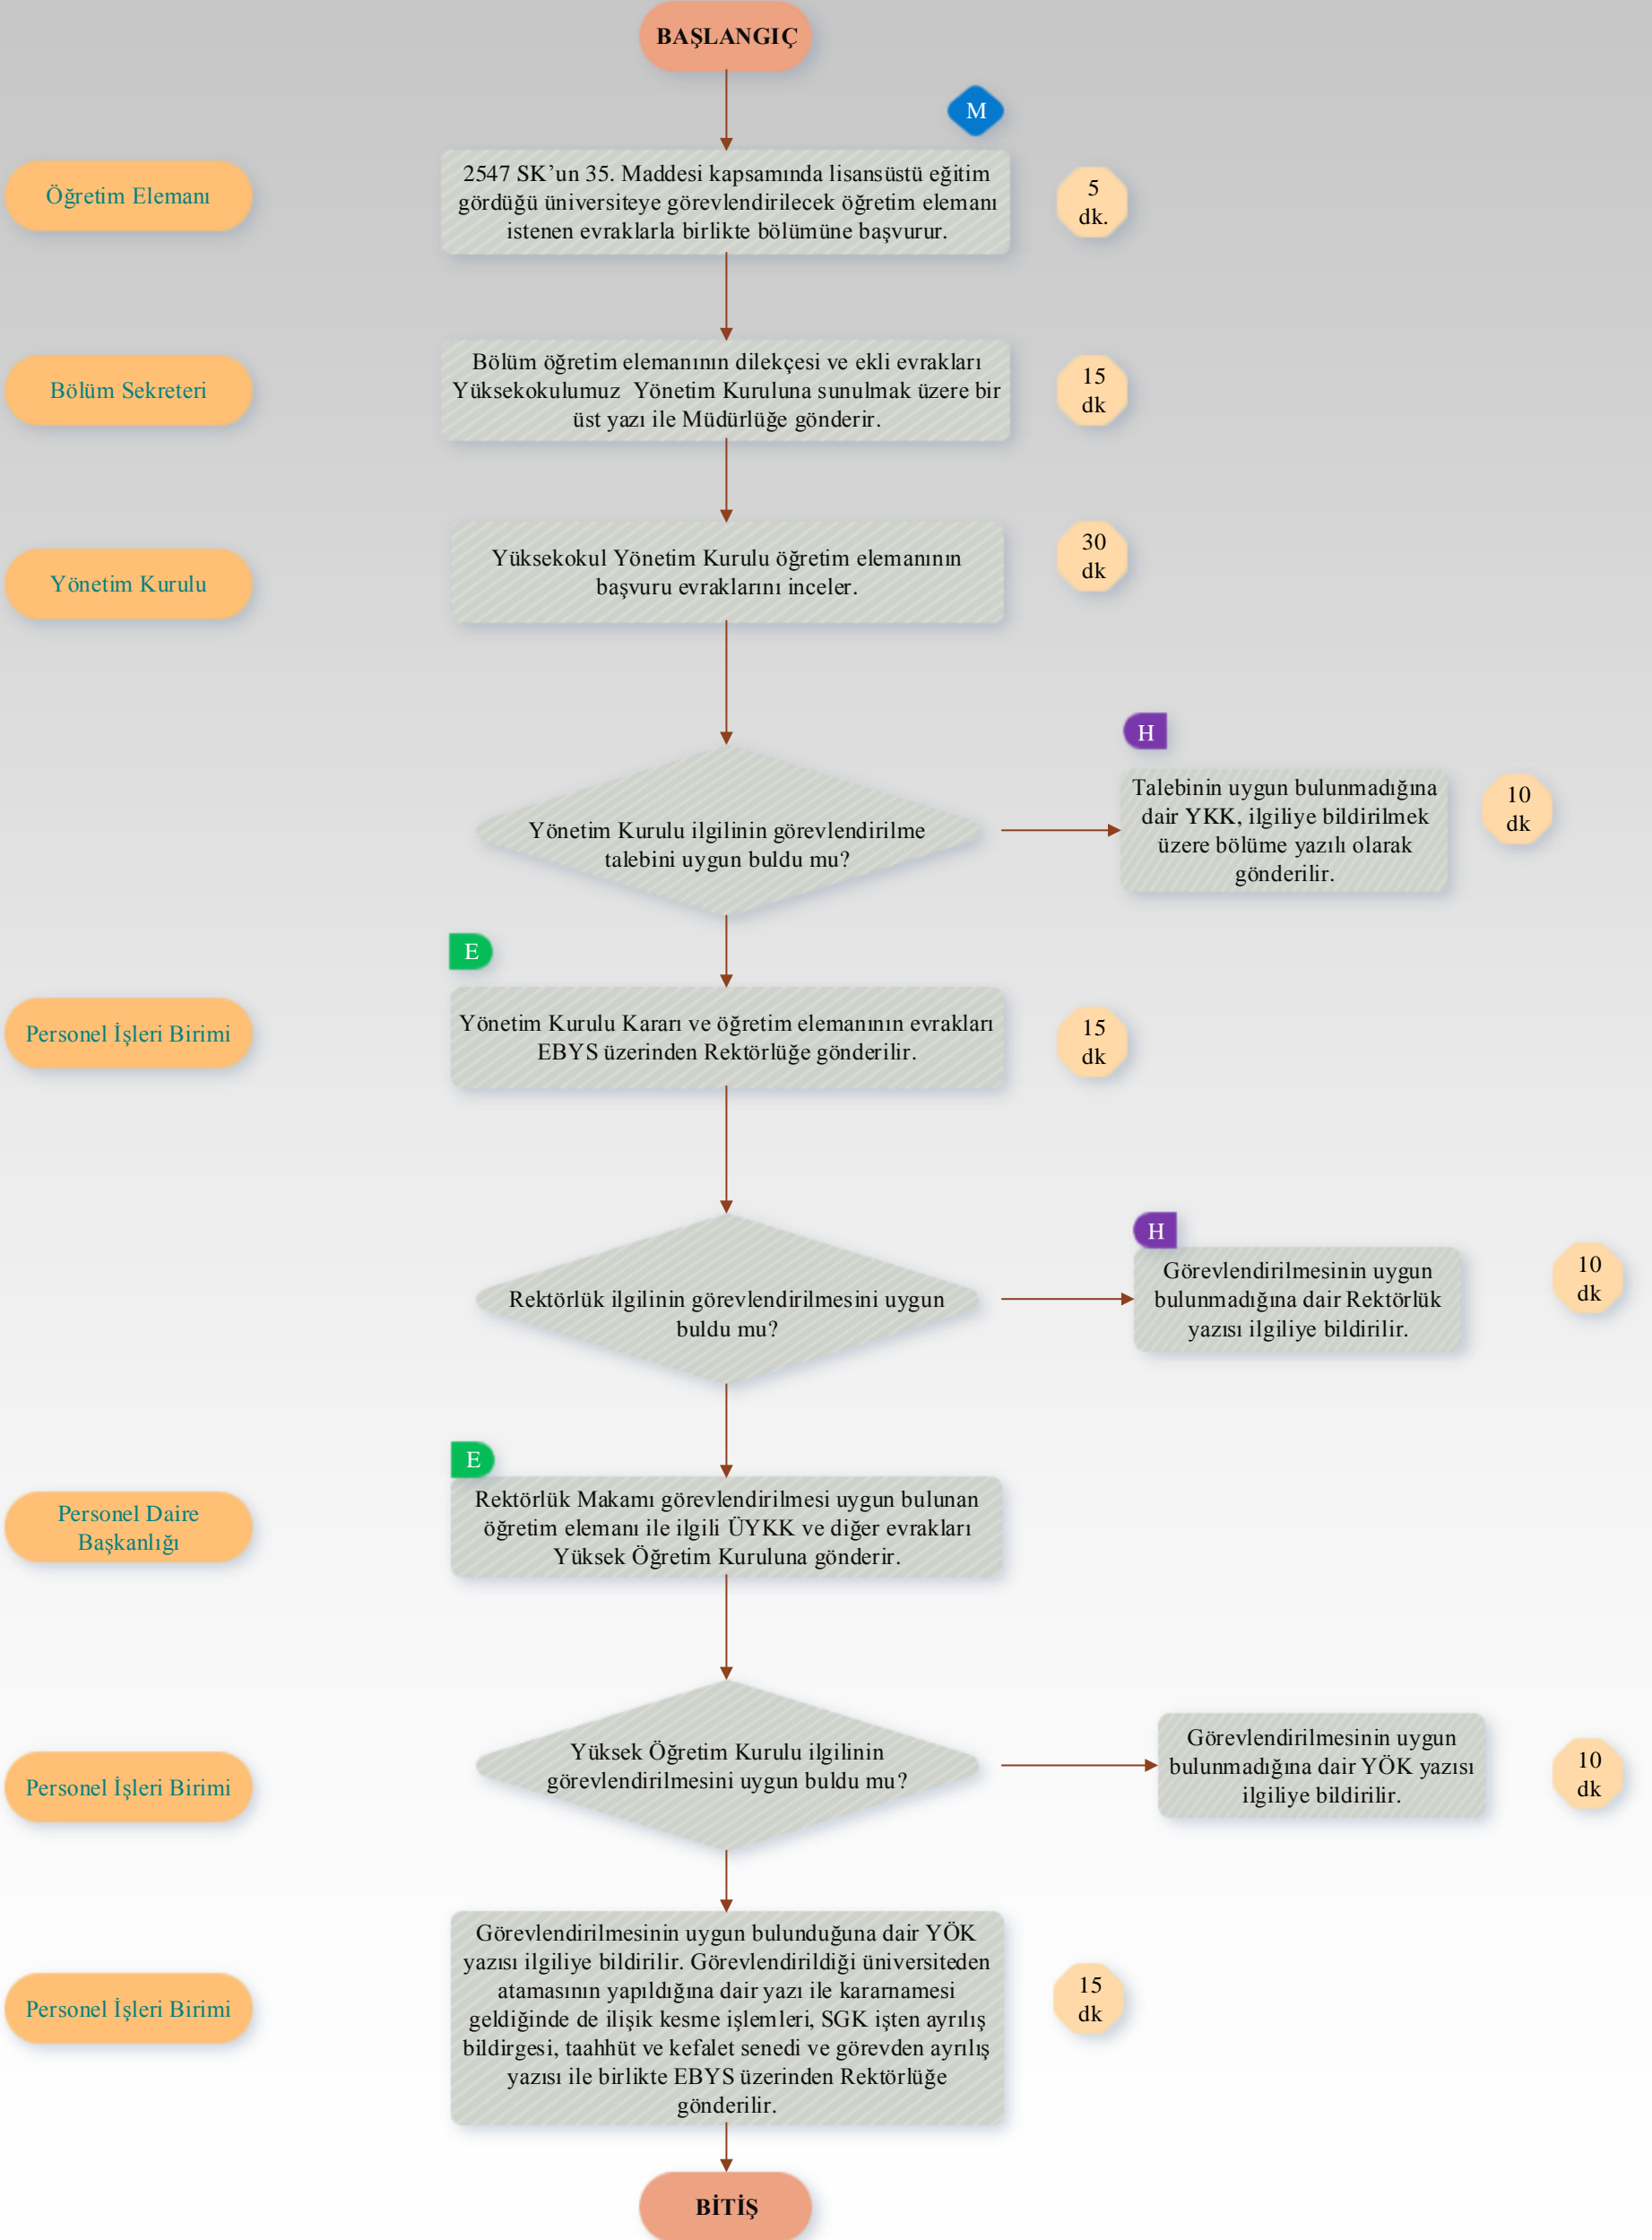 BAŞLANGIÇ
M
Öğretim Elemanı
2547 SK’un 35. Maddesi kapsamında lisansüstü eğitim
gördüğü üniversiteye görevlendirilecek öğretim elemanı
istenen evraklarla birlikte bölümüne başvurur.
5
dk.
Bölüm Sekreteri
Bölüm öğretim elemanının dilekçesi ve ekli evrakları
Yüksekokulumuz Yönetim Kuruluna sunulmak üzere bir
üst yazı ile Müdürlüğe gönderir.
15
dk
Yönetim Kurulu
Yüksekokul Yönetim Kurulu öğretim elemanının
başvuru evraklarını inceler.
30
dk
Yönetim Kurulu ilgilinin görevlendirilme
talebini uygun buldu mu?
H
Talebinin uygun bulunmadığına
dair YKK, ilgiliye bildirilmek
üzere bölüme yazılı olarak
gönderilir.
10
dk
E
Personel İşleri Birimi
Yönetim Kurulu Kararı ve öğretim elemanının evrakları
EBYS üzerinden Rektörlüğe gönderilir.
15
dk
Rektörlük ilgilinin görevlendirilmesini uygun
buldu mu?
H
Görevlendirilmesinin uygun
bulunmadığına dair Rektörlük
yazısı ilgiliye bildirilir.
10
dk
E
Personel Daire
Başkanlığı
Rektörlük Makamı görevlendirilmesi uygun bulunan
öğretim elemanı ile ilgili ÜYKK ve diğer evrakları
Yüksek Öğretim Kuruluna gönderir.
Personel İşleri Birimi
Yüksek Öğretim Kurulu ilgilinin
görevlendirilmesini uygun buldu mu?
Görevlendirilmesinin uygun
bulunmadığına dair YÖK yazısı
ilgiliye bildirilir.
10
dk
Personel İşleri Birimi
Görevlendirilmesinin uygun bulunduğuna dair YÖK
yazısı ilgiliye bildirilir. Görevlendirildiği üniversiteden
atamasının yapıldığına dair yazı ile kararnamesi
geldiğinde de ilişik kesme işlemleri, SGK işten ayrılış
bildirgesi, taahhüt ve kefalet senedi ve görevden ayrılış
yazısı ile birlikte EBYS üzerinden Rektörlüğe
gönderilir.
15
dk
BİTİŞ